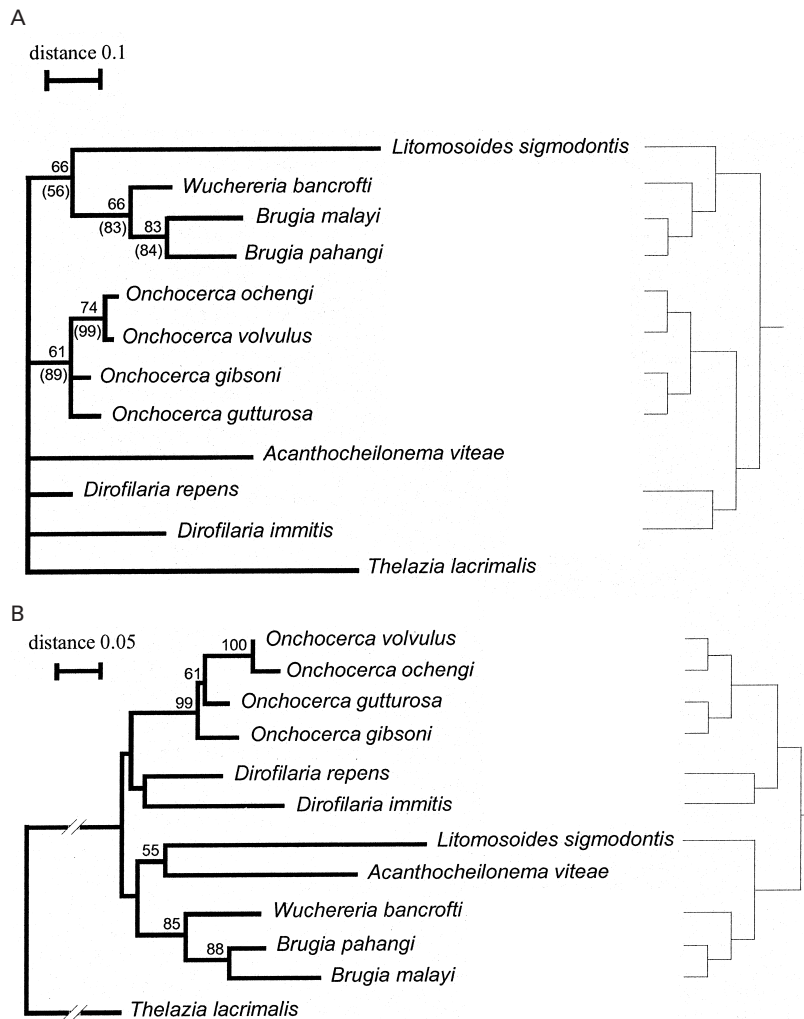 A
distance 0.1
Litomosoides sigmodontis
66
(56)
Wuchereria bancrofti
66
(83)
Brugia malayi
83
(84)
Brugia pahangi
Onchocerca ochengi
74
(99)
Onchocerca volvulus
61
(89)
Onchocerca gibsoni
Onchocerca gutturosa
Acanthocheilonema viteae
Dirofilaria repens
Dirofilaria immitis
Thelazia lacrimalis
B
distance 0.05
Onchocerca volvulus
100
Onchocerca ochengi
61
Onchocerca gutturosa
99
Onchocerca gibsoni
Dirofilaria repens
Dirofilaria immitis
Litomosoides sigmodontis
55
Acanthocheilonema viteae
Wuchereria bancrofti
85
Brugia pahangi
88
Brugia malayi
Thelazia lacrimalis